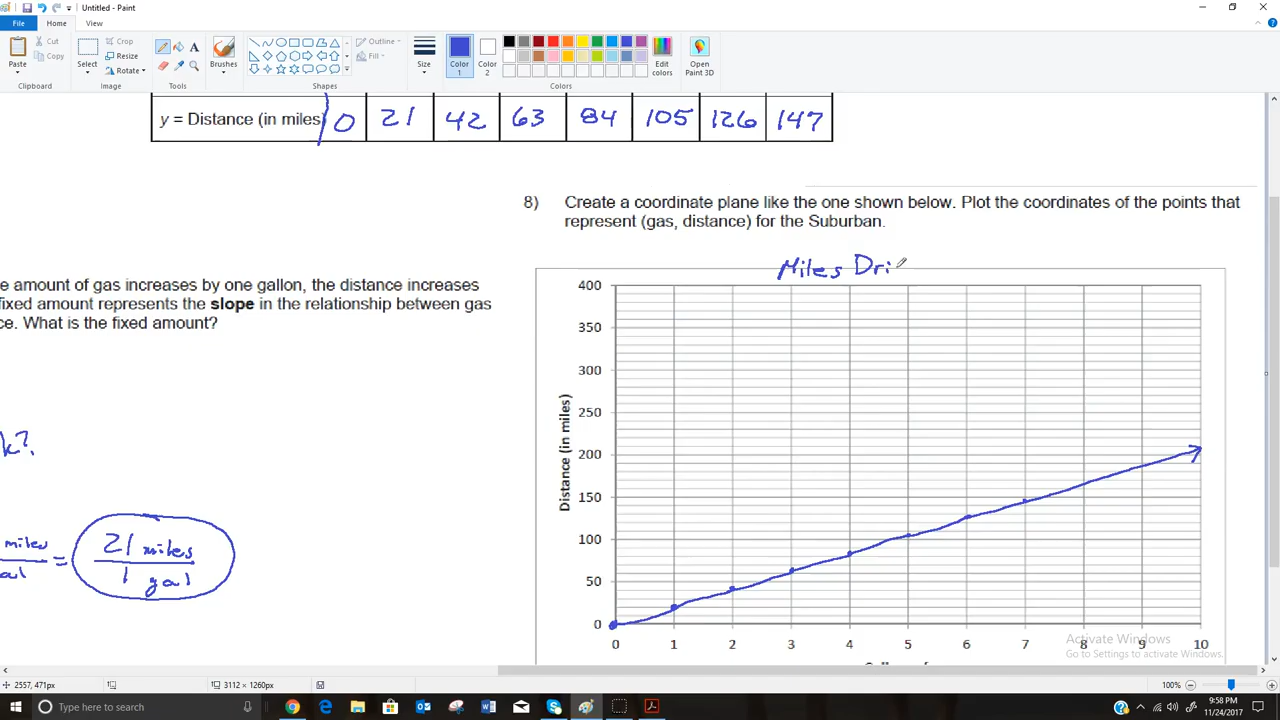 Untitled - Paint
File Home View
Paste Cut Copy Clipboard
Select Crop Resize Rotate Image
Tools
Brushes
Outline Fill Shapes
Size
Color 1 Color 2 Edit colors Colors
Open Paint 3D
y = Distance (in miles) 0 21 42 63 84 105 126 147
8) Create a coordinate plane like the one shown below. Plot the coordinates of the points that
represent (gas, distance) for the Suburban.
e amount of gas increases by one gallon, the distance increases
fixed amount represents the slope in the relationship between gas
ce. What is the fixed amount?
k?
miles = 21 miles
gal 1 gal
Miles Dri
400
350
300
250
200
150
100
50
0
Distance (in miles)
0 1 2 3 4 5 6 7 8 9 10
Activate Windows
Go to Settings to activate Windows.
2557, 471px 3112 × 1260px 100%
Type here to search
9:58 PM
11/24/2017